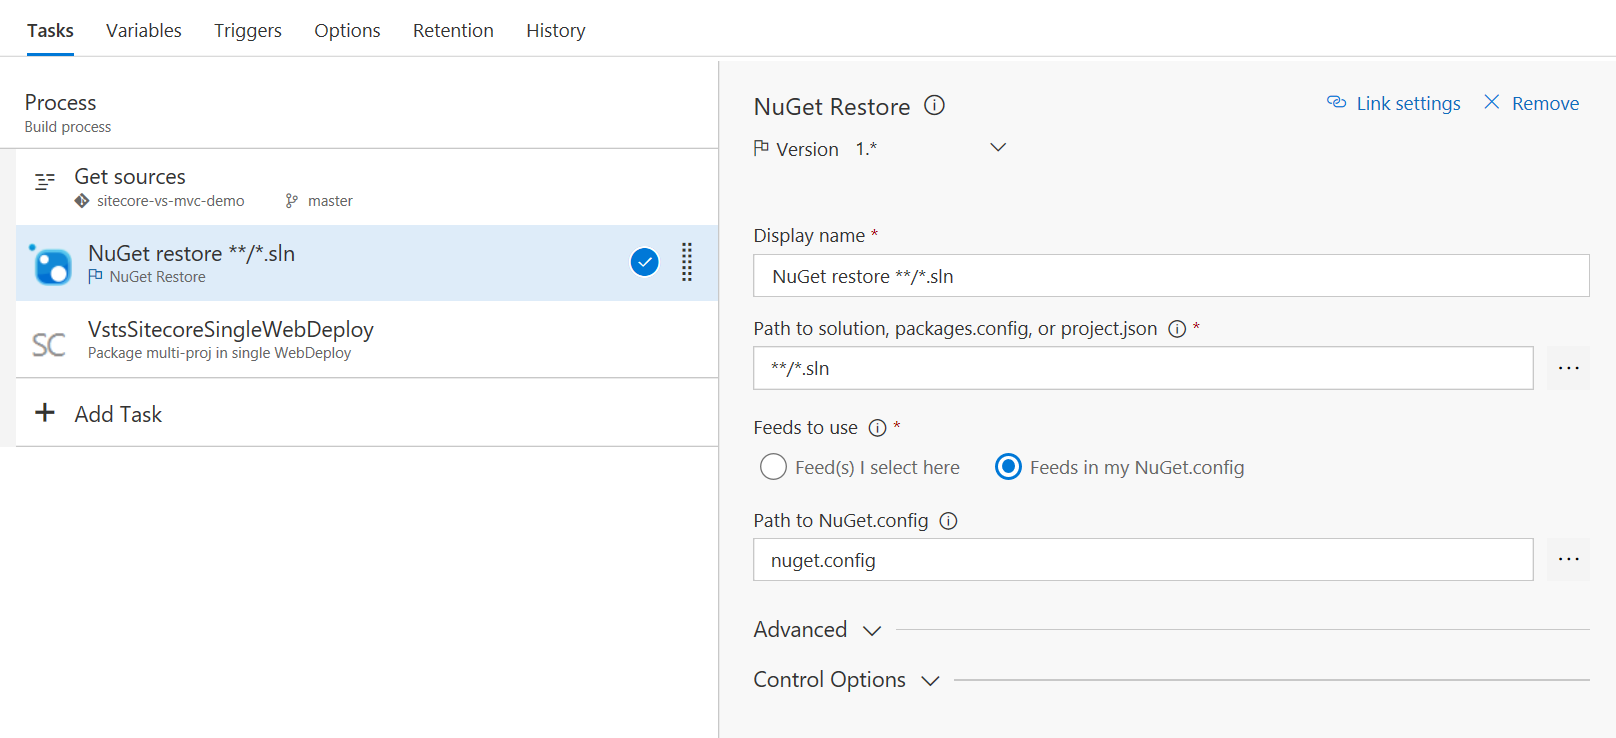 Tasks Variables Triggers Options Retention History
Process
Build process
Get sources
sitecore-vs-mvc-demo master
NuGet restore **/*.sln
NuGet Restore
SC
VstsSitecoreSingleWebDeploy
Package multi-proj in single WebDeploy
Add Task
NuGet Restore
Link settings Remove
Version 1.*
Display name *
NuGet restore **/*.sln
Path to solution, packages.config, or project.json *
**/*.sln
...
Feeds to use *
Feed(s) I select here Feeds in my NuGet.config
Path to NuGet.config
nuget.config
...
Advanced
Control Options